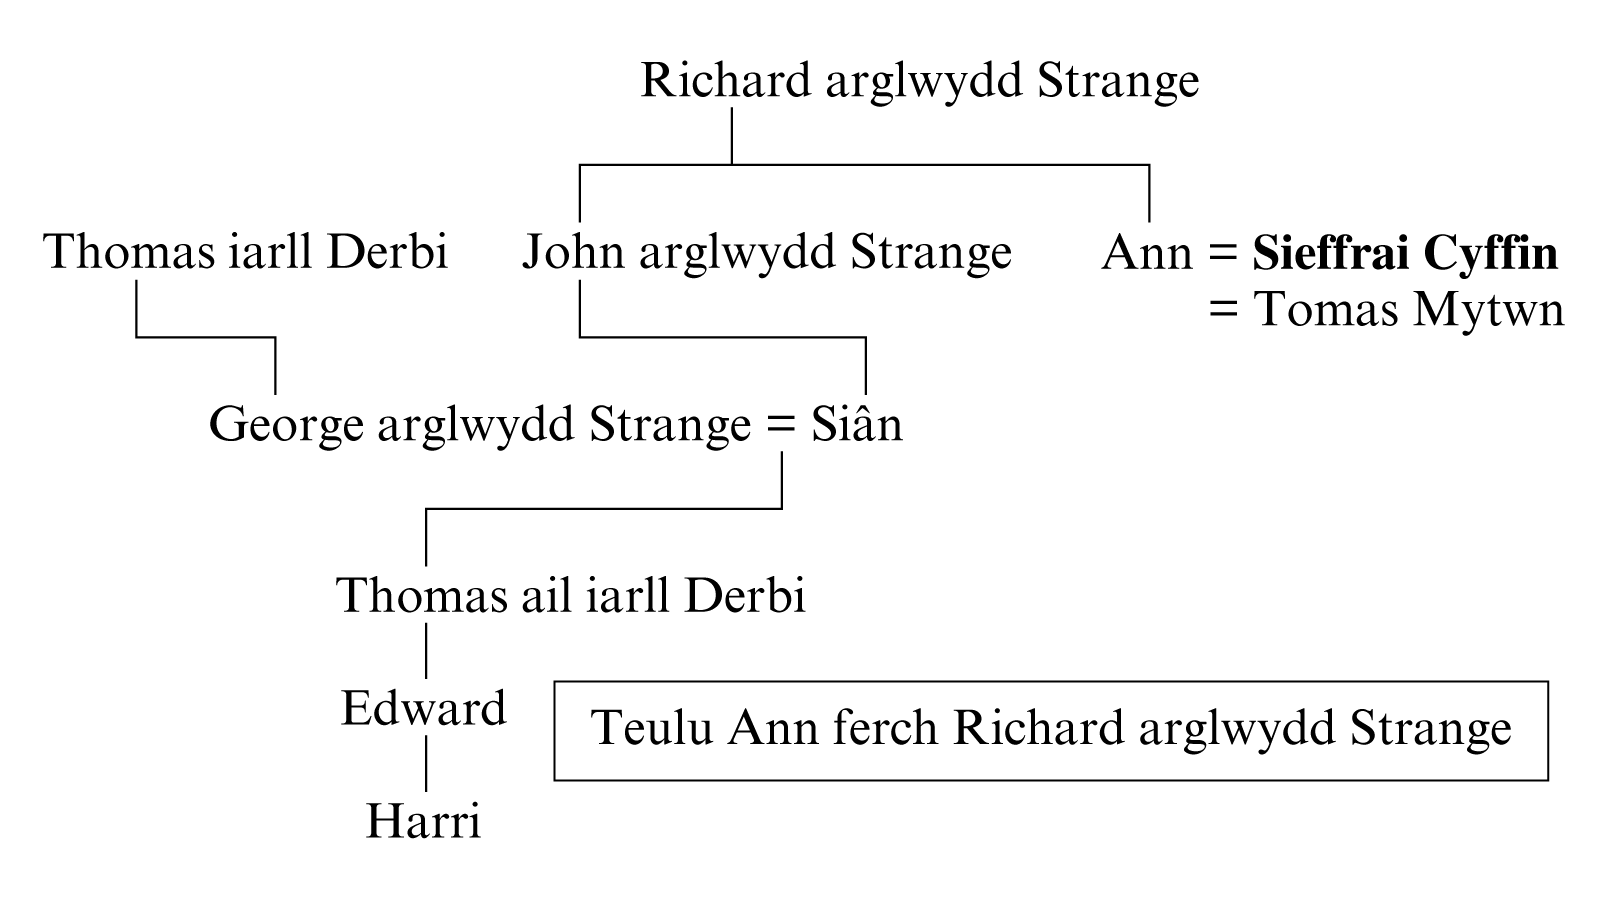 Richard arglwydd Strange
Thomas iarll Derbi
John arglwydd Strange
Ann = Sieffrai Cyffin
= Tomas Mytwn
George arglwydd Strange = Siân
Thomas ail iarll Derbi
Edward
Teulu Ann ferch Richard arglwydd Strange
Harri